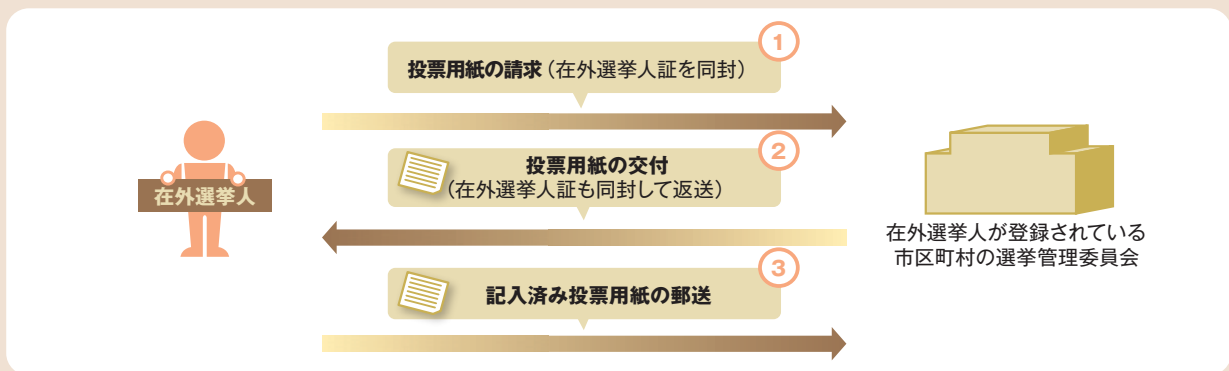 1
投票用紙の請求（在外選挙人証を同封）
2
投票用紙の交付
（在外選挙人証も同封して返送）
在外選挙人
在外選挙人が登録されている
市区町村の選挙管理委員会
3
記入済み投票用紙の郵送